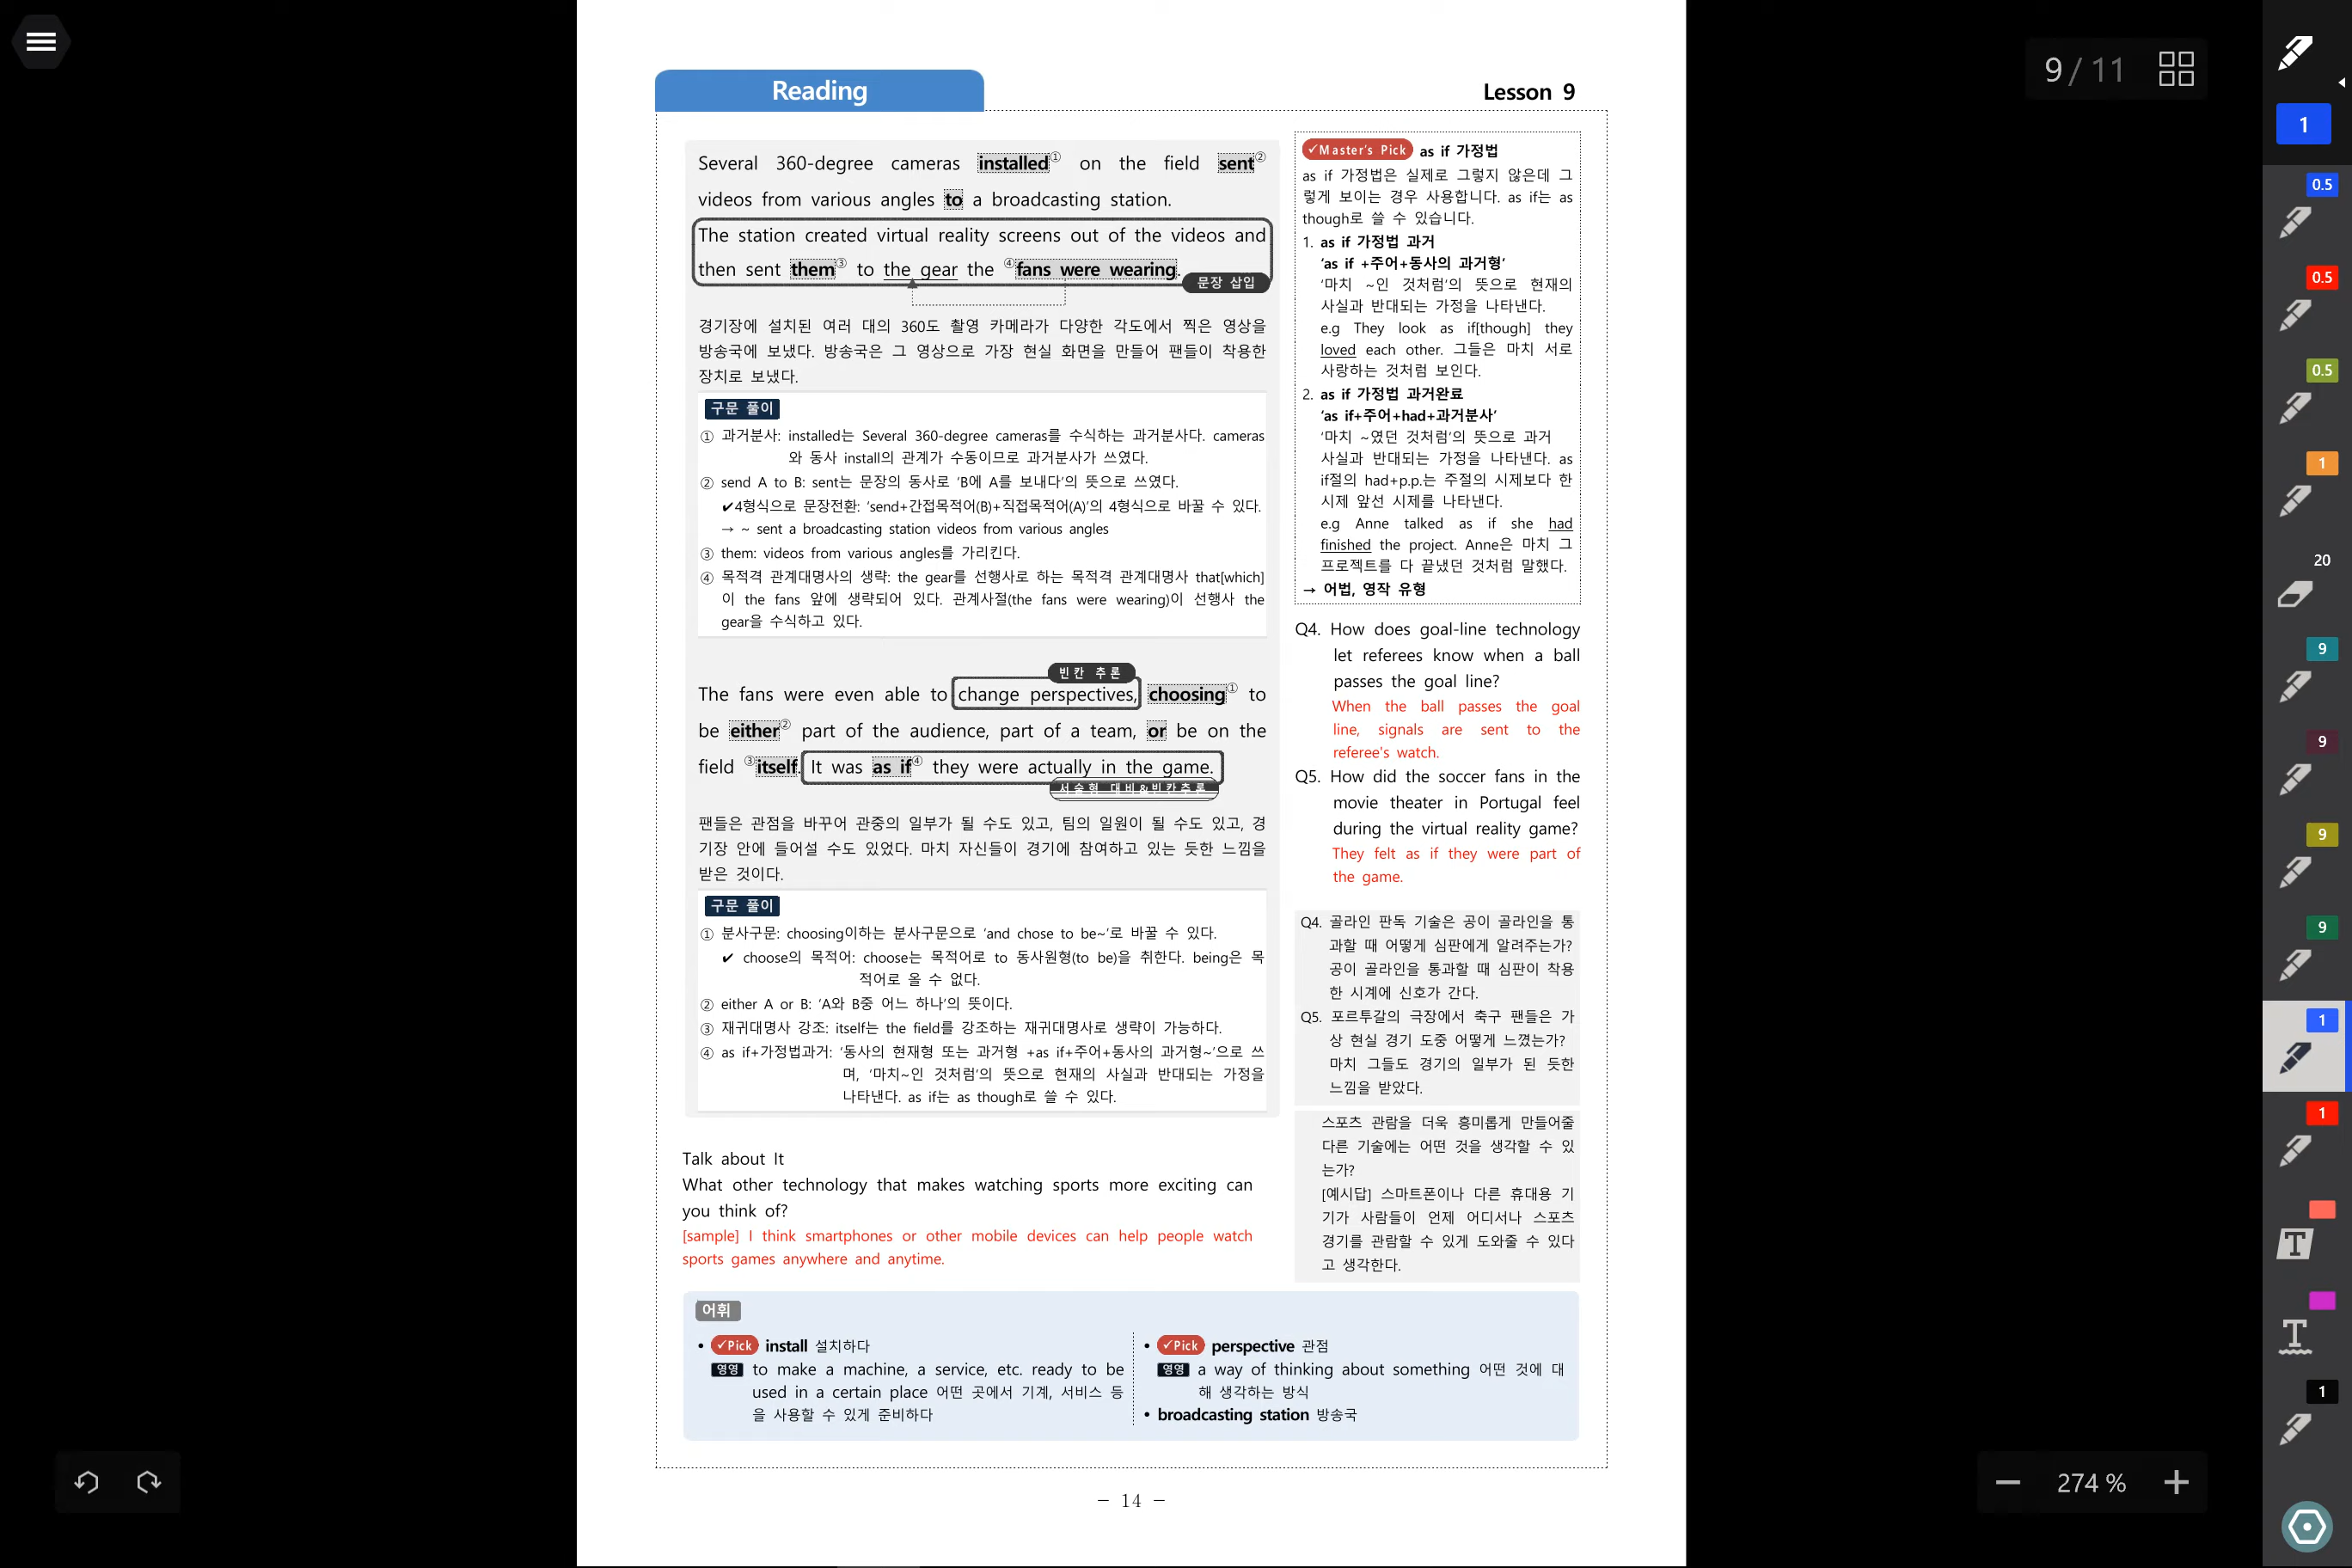 9 / 11
Reading
Lesson 9
Several 360-degree cameras installed① on the field sent②
videos from various angles to a broadcasting station.
The station created virtual reality screens out of the videos and
then sent them③ to the gear the ④fans were wearing.
문장 삽입
경기장에 설치된 여러 대의 360도 촬영 카메라가 다양한 각도에서 찍은 영상을
방송국에 보냈다. 방송국은 그 영상으로 가장 현실 화면을 만들어 팬들이 착용한
장치로 보냈다.
구문 풀이
① 과거분사: installed는 Several 360-degree cameras를 수식하는 과거분사다. cameras
와 동사 install의 관계가 수동이므로 과거분사가 쓰였다.
② send A to B: sent는 문장의 동사로 ‘B에 A를 보내다’의 뜻으로 쓰였다.
✔4형식으로 문장전환: ‘send+간접목적어(B)+직접목적어(A)’의 4형식으로 바꿀 수 있다.
→ ~ sent a broadcasting station videos from various angles
③ them: videos from various angles를 가리킨다.
④ 목적격 관계대명사의 생략: the gear를 선행사로 하는 목적격 관계대명사 that[which]
이 the fans 앞에 생략되어 있다. 관계사절(the fans were wearing)이 선행사 the
gear을 수식하고 있다.
빈칸 추론
The fans were even able to change perspectives, choosing① to
be either② part of the audience, part of a team, or be on the
field ③itself. It was as if④ they were actually in the game.
서술형 대비&빈칸추론
팬들은 관점을 바꾸어 관중의 일부가 될 수도 있고, 팀의 일원이 될 수도 있고, 경
기장 안에 들어설 수도 있었다. 마치 자신들이 경기에 참여하고 있는 듯한 느낌을
받은 것이다.
구문 풀이
① 분사구문: choosing이하는 분사구문으로 ‘and chose to be~’로 바꿀 수 있다.
✔ choose의 목적어: choose는 목적어로 to 동사원형(to be)을 취한다. being은 목
적어로 올 수 없다.
② either A or B: ‘A와 B중 어느 하나’의 뜻이다.
③ 재귀대명사 강조: itself는 the field를 강조하는 재귀대명사로 생략이 가능하다.
④ as if+가정법과거: ‘동사의 현재형 또는 과거형 +as if+주어+동사의 과거형~’으로 쓰
며, ‘마치~인 것처럼’의 뜻으로 현재의 사실과 반대되는 가정을
나타낸다. as if는 as though로 쓸 수 있다.
Talk about It
What other technology that makes watching sports more exciting can
you think of?
[sample] I think smartphones or other mobile devices can help people watch
sports games anywhere and anytime.
✓Master's Pick as if 가정법
as if 가정법은 실제로 그렇지 않은데 그
렇게 보이는 경우 사용합니다. as if는 as
though로 쓸 수 있습니다.
1. as if 가정법 과거
‘as if +주어+동사의 과거형’
‘마치 ~인 것처럼’의 뜻으로 현재의
사실과 반대되는 가정을 나타낸다.
e.g They look as if[though] they
loved each other. 그들은 마치 서로
사랑하는 것처럼 보인다.
2. as if 가정법 과거완료
‘as if+주어+had+과거분사’
‘마치 ~였던 것처럼’의 뜻으로 과거
사실과 반대되는 가정을 나타낸다. as
if절의 had+p.p.는 주절의 시제보다 한
시제 앞선 시제를 나타낸다.
e.g Anne talked as if she had
finished the project. Anne은 마치 그
프로젝트를 다 끝냈던 것처럼 말했다.
→ 어법, 영작 유형
Q4. How does goal-line technology
let referees know when a ball
passes the goal line?
When the ball passes the goal
line, signals are sent to the
referee's watch.
Q5. How did the soccer fans in the
movie theater in Portugal feel
during the virtual reality game?
They felt as if they were part of
the game.
Q4. 골라인 판독 기술은 공이 골라인을 통
과할 때 어떻게 심판에게 알려주는가?
공이 골라인을 통과할 때 심판이 착용
한 시계에 신호가 간다.
Q5. 포르투갈의 극장에서 축구 팬들은 가
상 현실 경기 도중 어떻게 느꼈는가?
마치 그들도 경기의 일부가 된 듯한
느낌을 받았다.
스포츠 관람을 더욱 흥미롭게 만들어줄
다른 기술에는 어떤 것을 생각할 수 있
는가?
[예시답] 스마트폰이나 다른 휴대용 기
기가 사람들이 언제 어디서나 스포츠
경기를 관람할 수 있게 도와줄 수 있다
고 생각한다.
어휘
• ✓Pick install 설치하다
영영 to make a machine, a service, etc. ready to be
used in a certain place 어떤 곳에서 기계, 서비스 등
을 사용할 수 있게 준비하다
• ✓Pick perspective 관점
영영 a way of thinking about something 어떤 것에 대
해 생각하는 방식
• broadcasting station 방송국
- 14 -
274 %
1
0.5
0.5
0.5
1
20
9
9
9
9
1
1
T
T
1